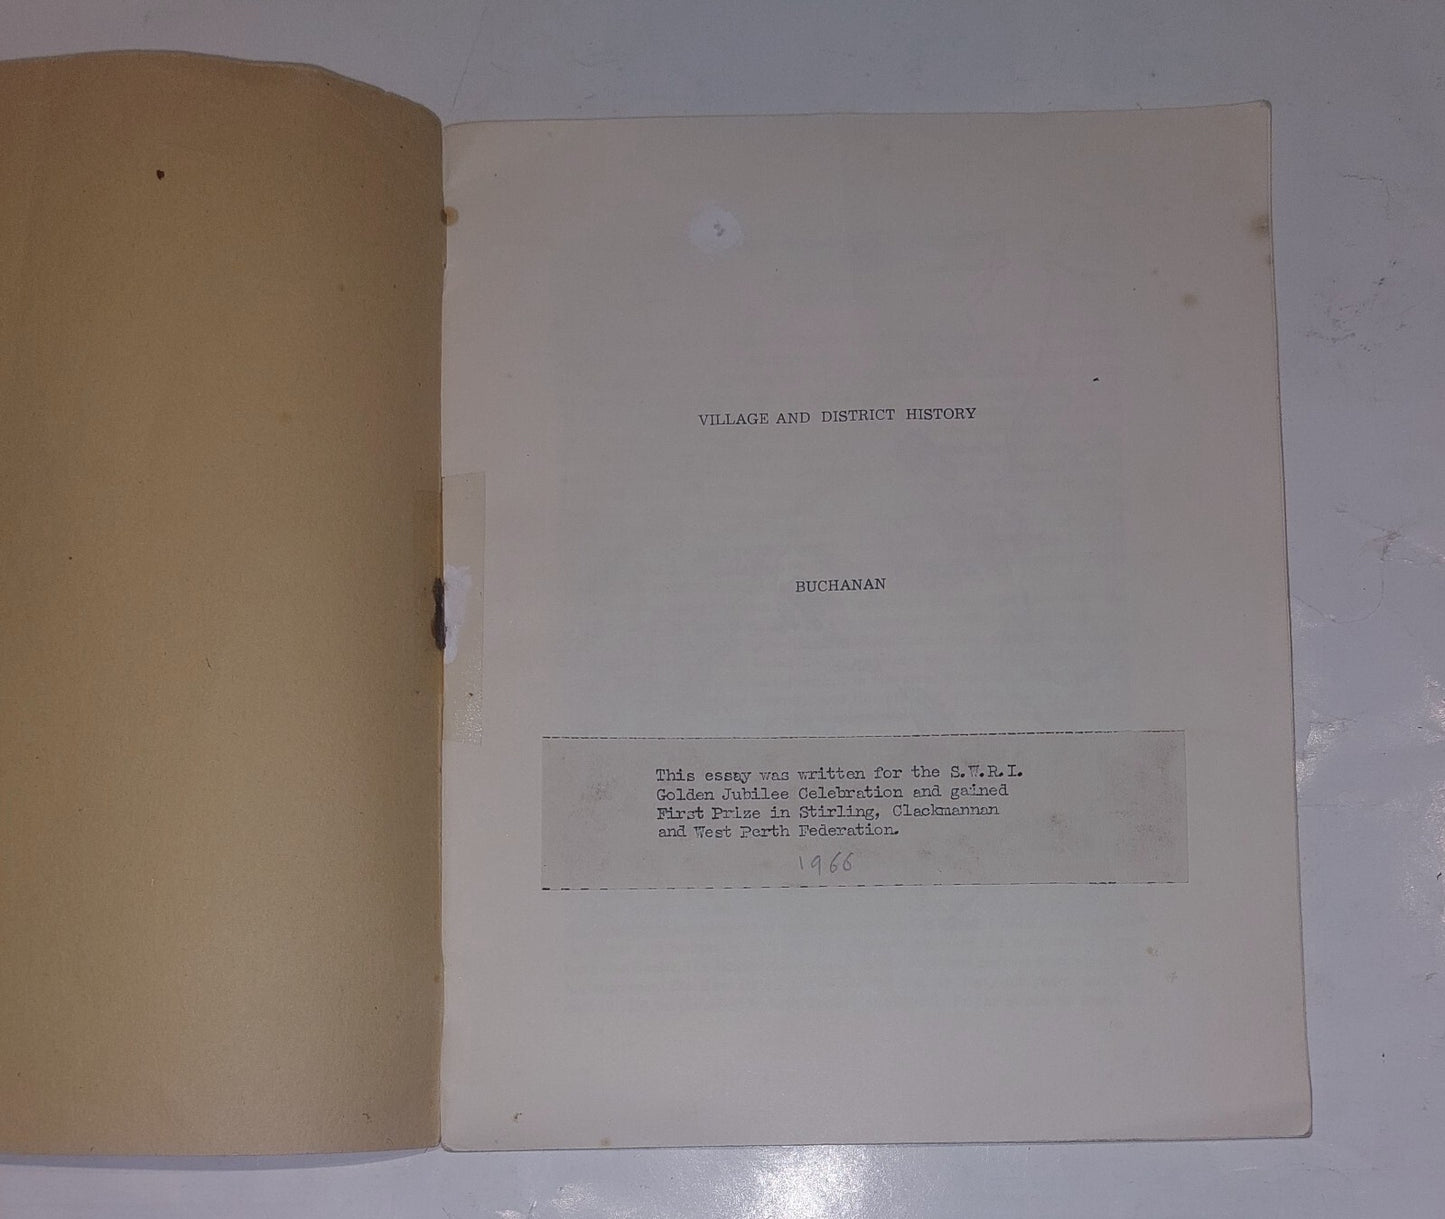 VILLAGE AND DISTRICT HISTORY
BUCHANAN
This essay was written for the S.W.R.I.
Golden Jubilee Celebration and gained
First Prize in Stirling, Clackmannan
and West Perth Federation.
1966